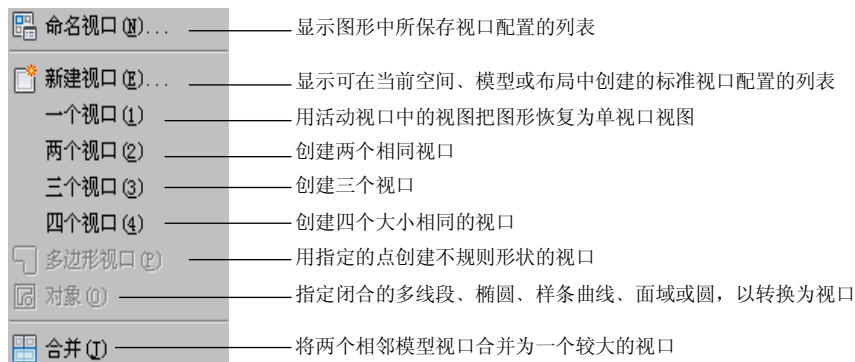 命名视口(N)... 显示图形中所保存视口配置的列表
新建视口(E)... 显示可在当前空间、模型或布局中创建的标准视口配置的列表
一个视口(1) 用活动视口中的视图把图形恢复为单视口视图
两个视口(2) 创建两个相同视口
三个视口(3) 创建三个视口
四个视口(4) 创建四个大小相同的视口
多边形视口(P) 用指定的点创建不规则形状的视口
对象(O) 指定闭合的多线段、椭圆、样条曲线、面域或圆，以转换为视口
合并(J) 将两个相邻模型视口合并为一个较大的视口